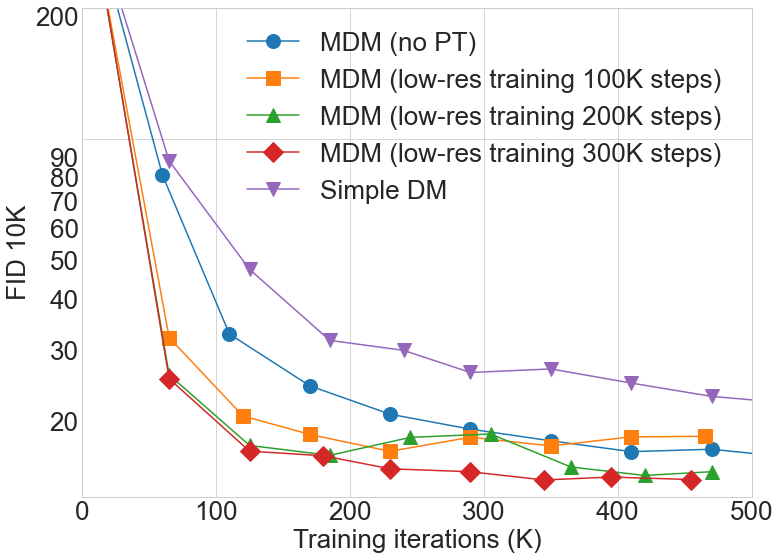 FID 10K
200
90
80
70
60
50
40
30
20
MDM (no PT)
MDM (low-res training 100K steps)
MDM (low-res training 200K steps)
MDM (low-res training 300K steps)
Simple DM
0 100 200 300 400 500
Training iterations (K)